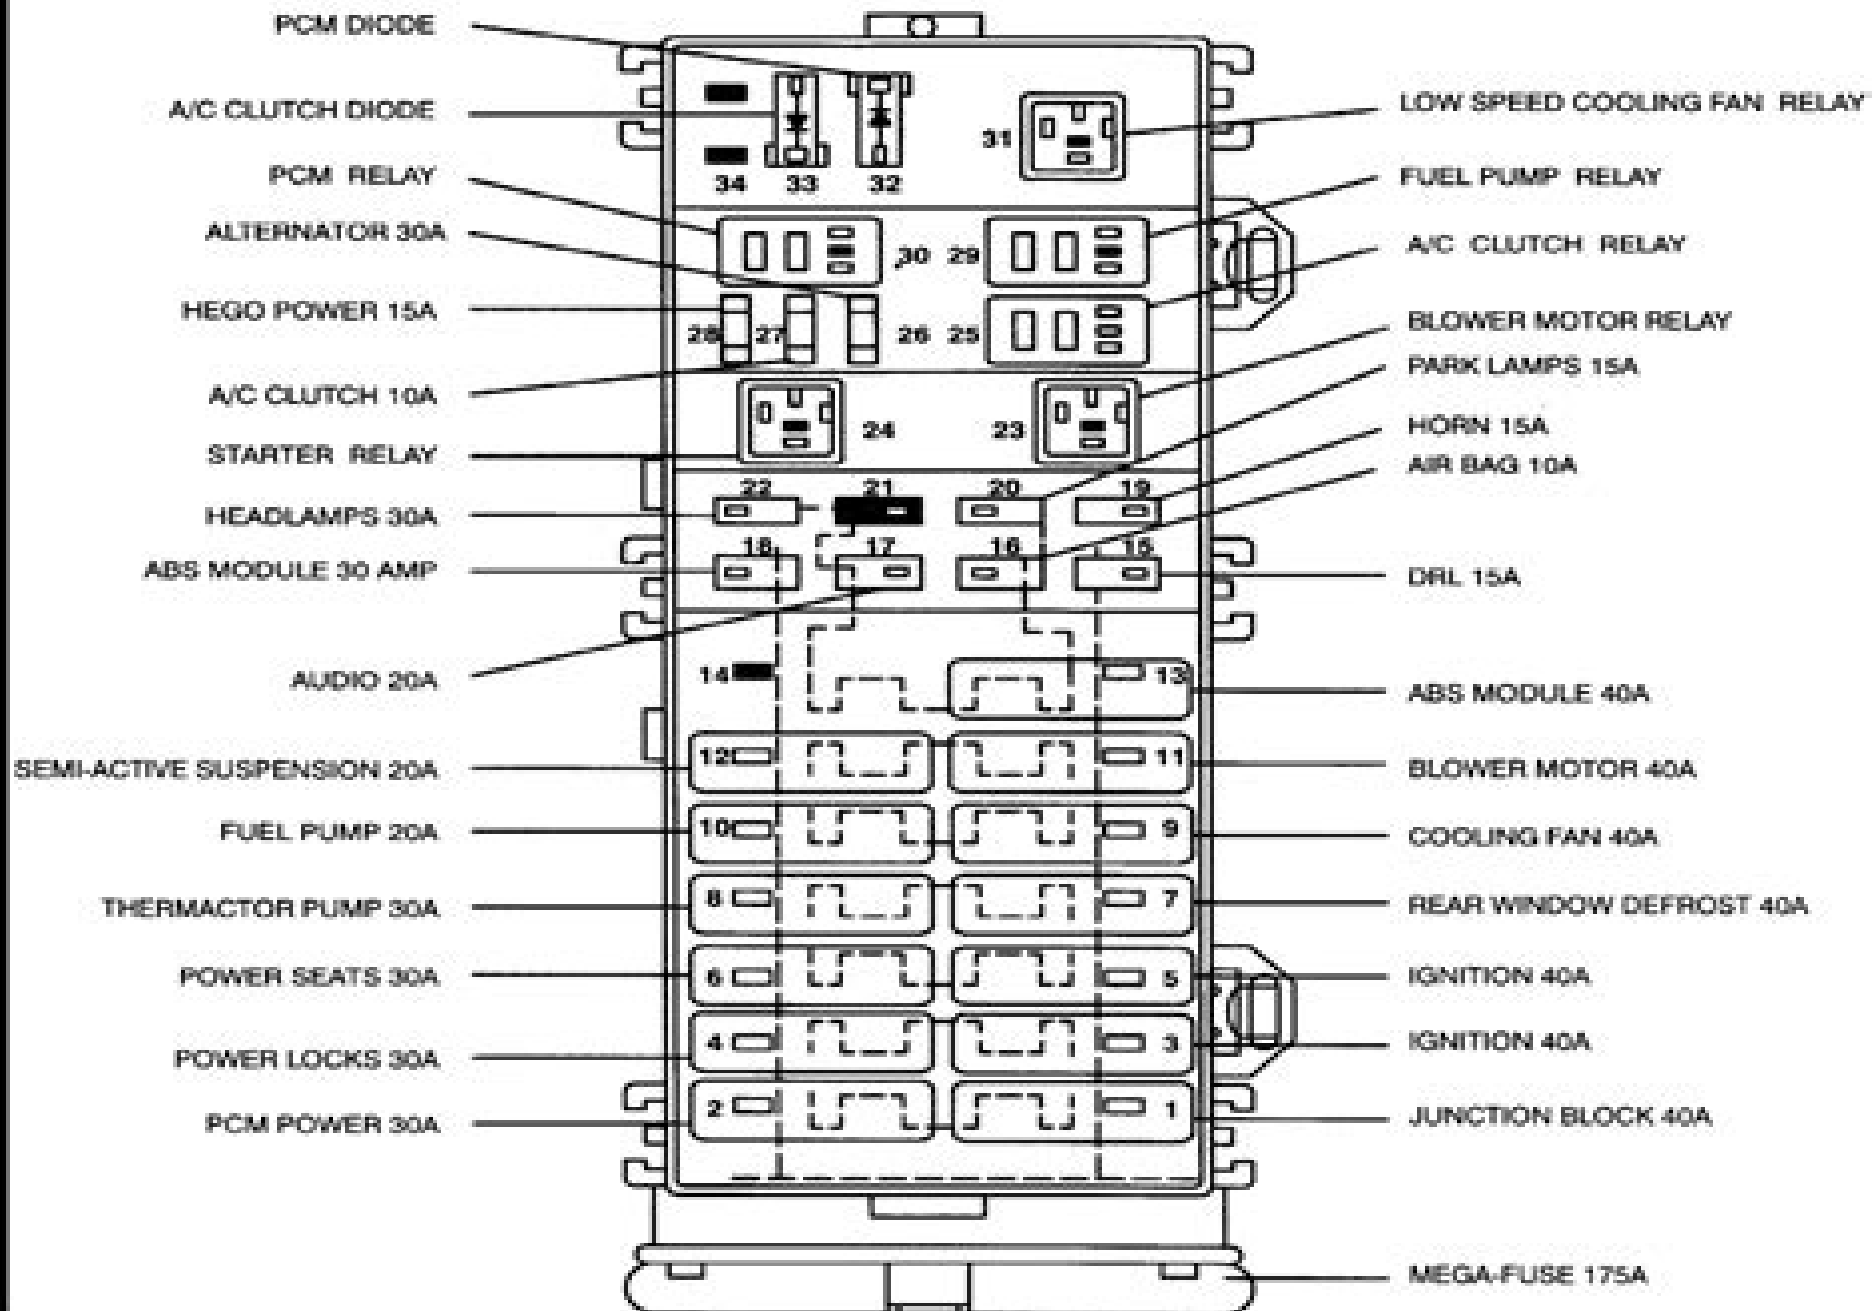 PCM DIODE
A/C CLUTCH DIODE
PCM RELAY
ALTERNATOR 30A
HEGO POWER 15A
A/C CLUTCH 10A
STARTER RELAY
HEADLAMPS 30A
ABS MODULE 30 AMP
AUDIO 20A
SEMI-ACTIVE SUSPENSION 20A
FUEL PUMP 20A
THERMACTOR PUMP 30A
POWER SEATS 30A
POWER LOCKS 30A
PCM POWER 30A
31
34 33 32
30 29
28 27 26 25
24 23
22 21 20 19
18 17 16 15
14 13
12 11
10 9
8 7
6 5
4 3
2 1
LOW SPEED COOLING FAN RELAY
FUEL PUMP RELAY
A/C CLUTCH RELAY
BLOWER MOTOR RELAY
PARK LAMPS 15A
HORN 15A
AIR BAG 10A
DRL 15A
ABS MODULE 40A
BLOWER MOTOR 40A
COOLING FAN 40A
REAR WINDOW DEFROST 40A
IGNITION 40A
IGNITION 40A
JUNCTION BLOCK 40A
MEGA-FUSE 175A